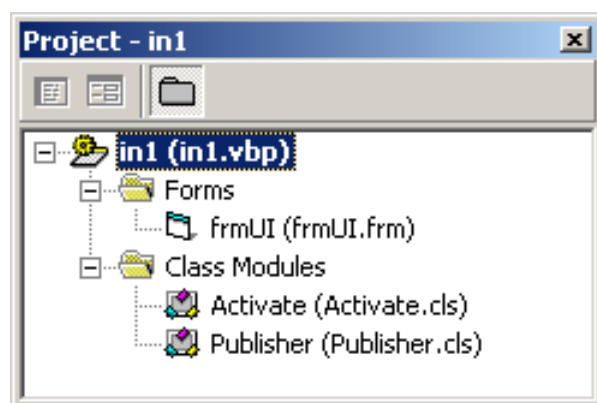 Project - in1
in1 (in1.vbp)
Forms
frmUI (frmUI.frm)
Class Modules
Activate (Activate.cls)
Publisher (Publisher.cls)